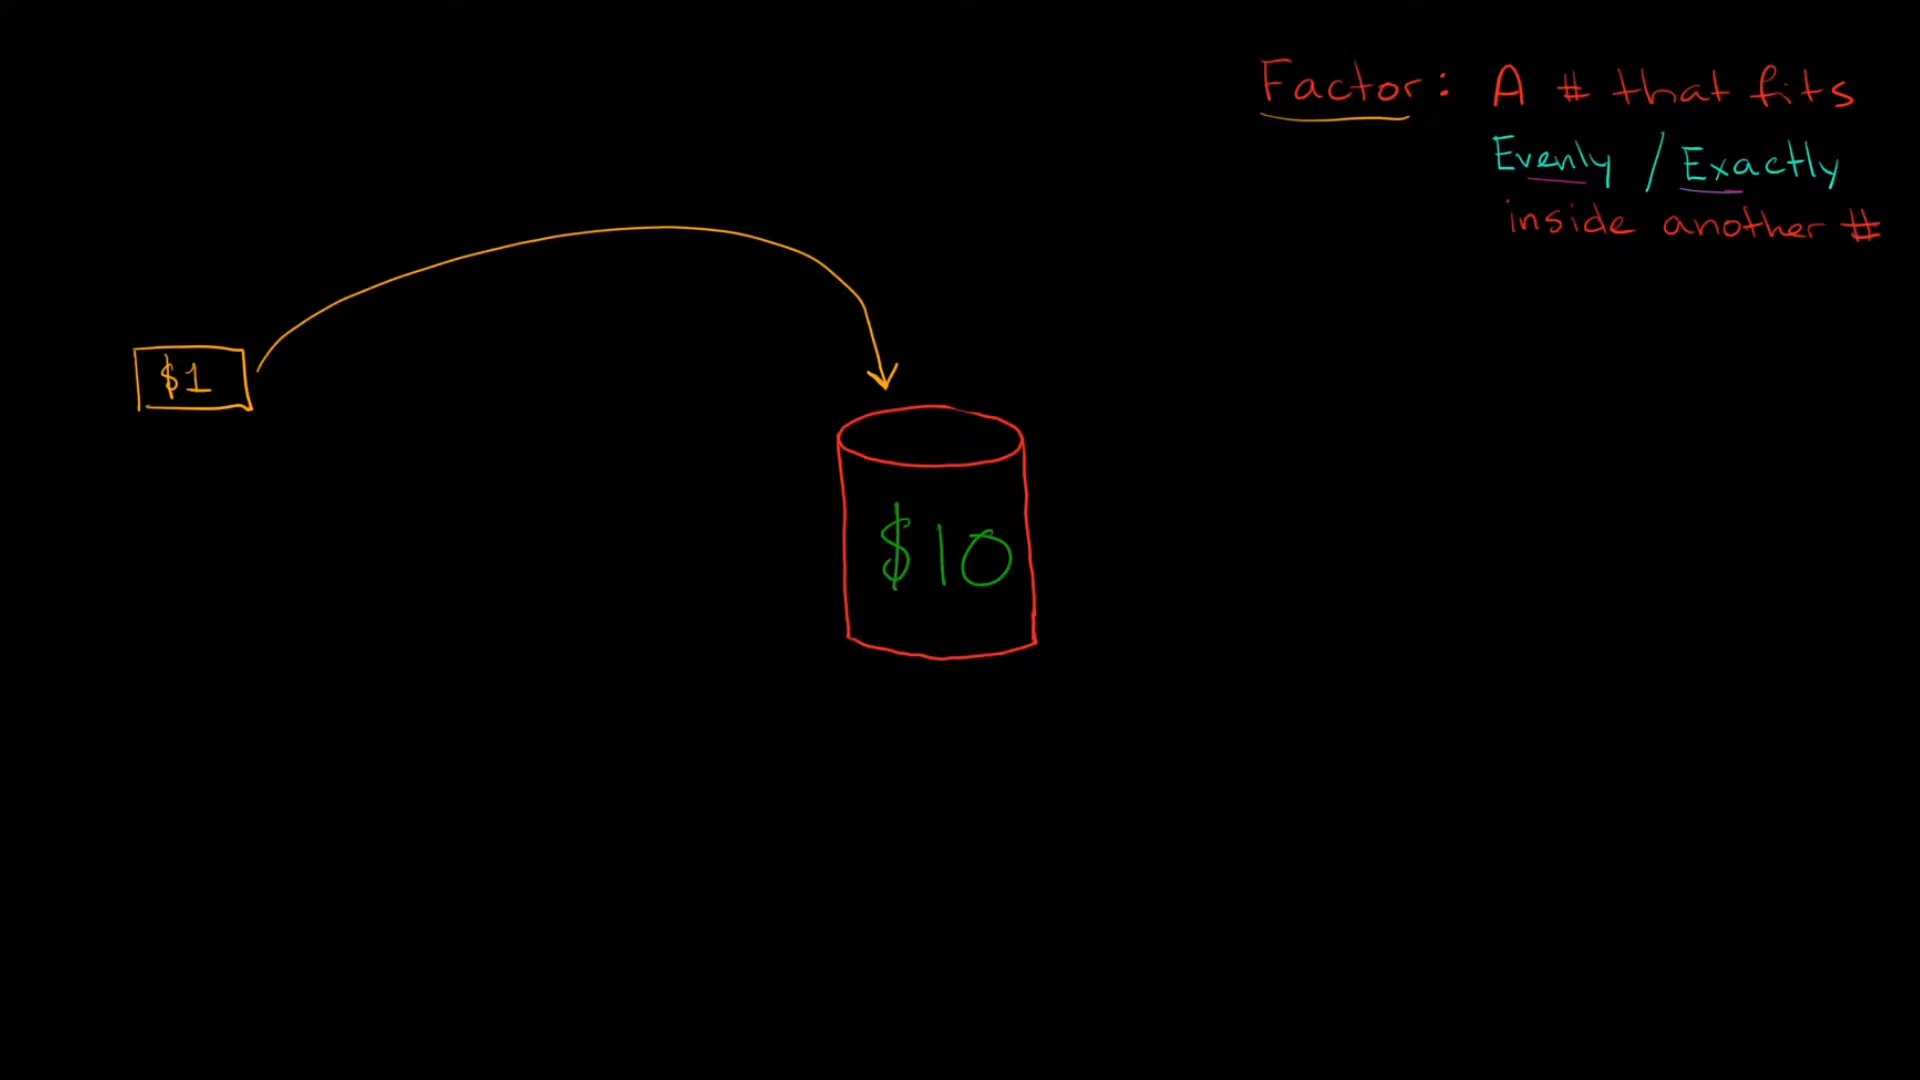 Factor: A # that fits
Evenly / Exactly
inside another #
$1
$10